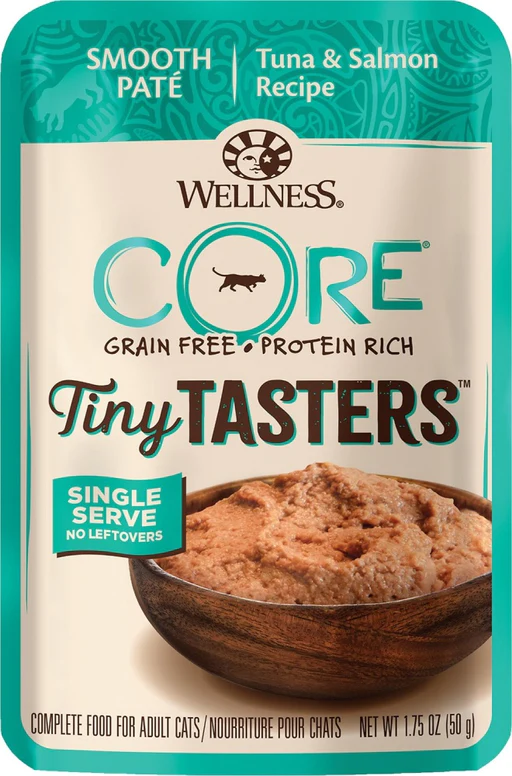 SMOOTH PATÉ
Tuna & Salmon Recipe
WELLNESS®
CORE®
GRAIN FREE • PROTEIN RICH
Tiny TASTERS™
SINGLE
SERVE
NO LEFTOVERS
COMPLETE FOOD FOR ADULT CATS/NOURRITURE POUR CHATS NET WT 1.75 OZ (50 g)